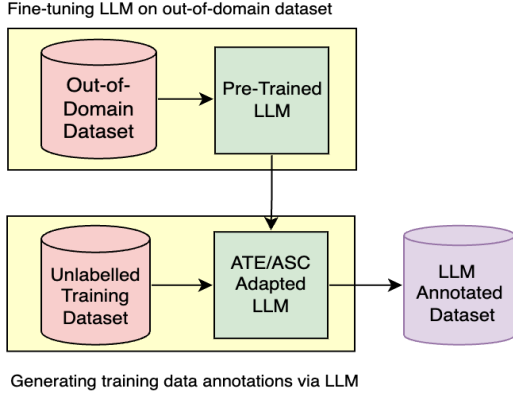 Fine-tuning LLM on out-of-domain dataset
Out-of-
Domain
Dataset
Pre-Trained
LLM
Unlabelled
Training
Dataset
ATE/ASC
Adapted
LLM
LLM
Annotated
Dataset
Generating training data annotations via LLM